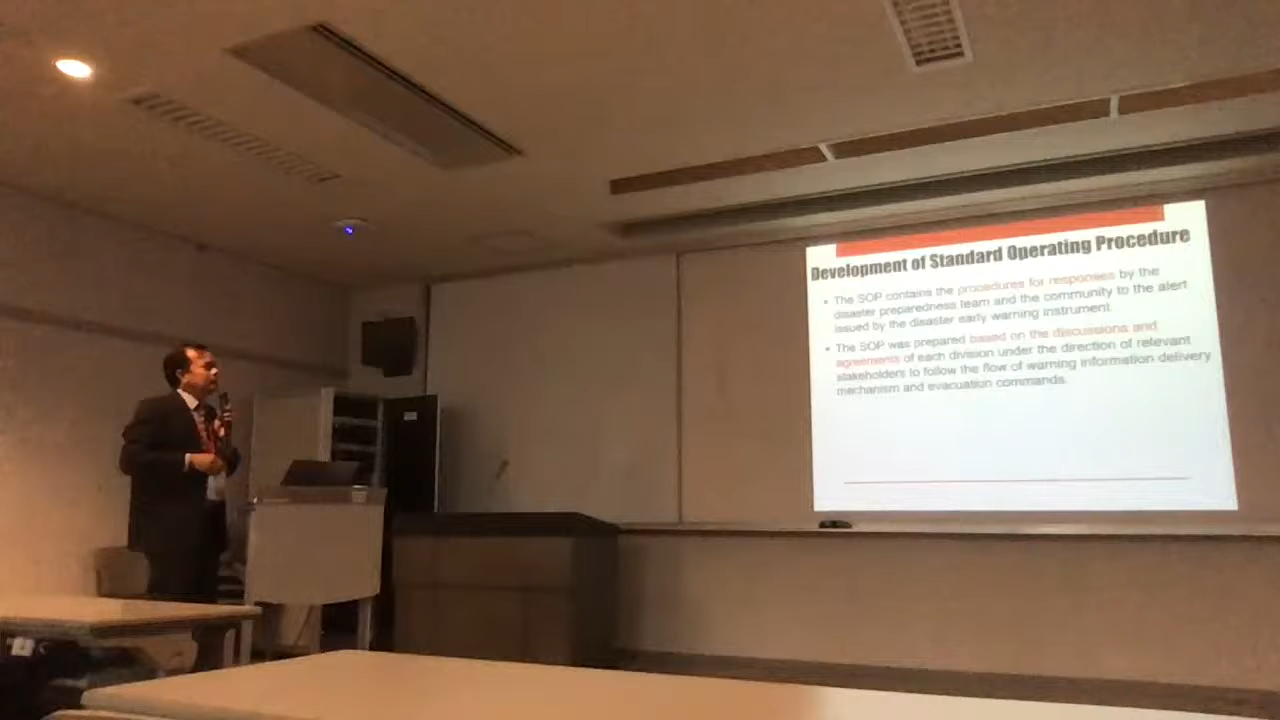 Development of Standard Operating Procedure
• The SOP contains the procedures for responses by the
disaster preparedness team and the community to the alert
issued by the disaster early warning instrument.
• The SOP was prepared based on the discussions and
agreements of each division under the direction of relevant
stakeholders to follow the flow of warning information delivery
mechanism and evacuation commands.